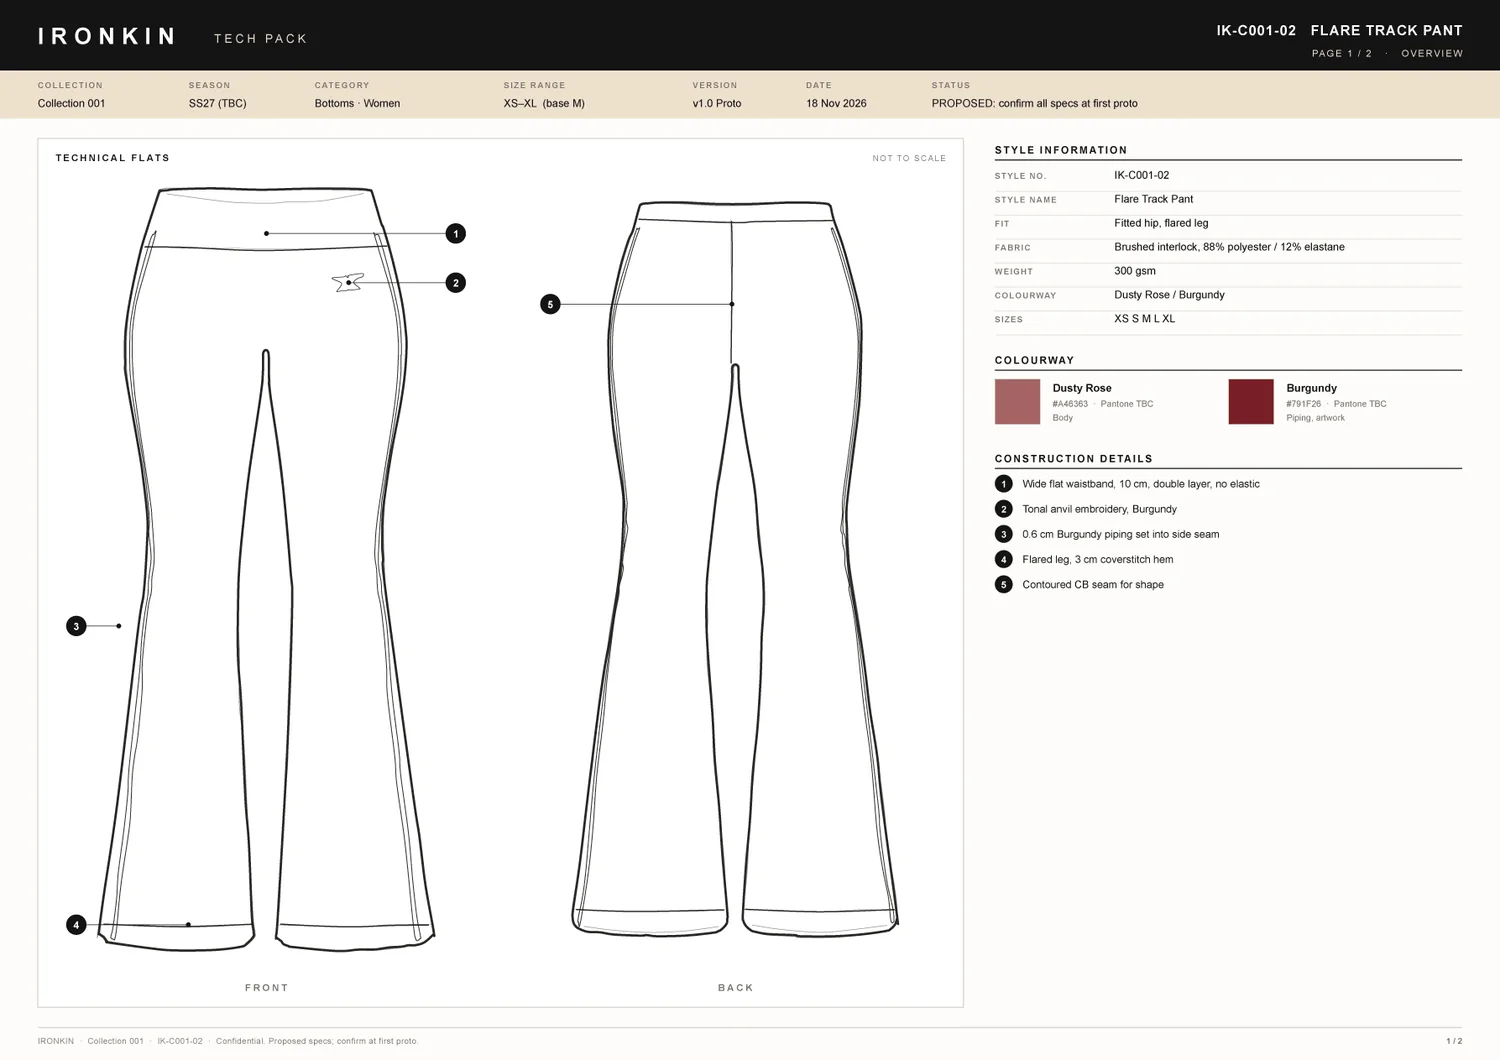 IRONKIN TECH PACK
IK-C001-02 FLARE TRACK PANT
PAGE 1 / 2 · OVERVIEW
COLLECTION SEASON CATEGORY SIZE RANGE VERSION DATE STATUS
Collection 001 SS27 (TBC) Bottoms · Women XS–XL (base M) v1.0 Proto 18 Nov 2026 PROPOSED: confirm all specs at first proto
TECHNICAL FLATS NOT TO SCALE
1
2
5
3
4
FRONT BACK
STYLE INFORMATION
STYLE NO. IK-C001-02
STYLE NAME Flare Track Pant
FIT Fitted hip, flared leg
FABRIC Brushed interlock, 88% polyester / 12% elastane
WEIGHT 300 gsm
COLOURWAY Dusty Rose / Burgundy
SIZES XS S M L XL
COLOURWAY
Dusty Rose
#A46363 · Pantone TBC
Body
Burgundy
#791F26 · Pantone TBC
Piping, artwork
CONSTRUCTION DETAILS
1 Wide flat waistband, 10 cm, double layer, no elastic
2 Tonal anvil embroidery, Burgundy
3 0.6 cm Burgundy piping set into side seam
4 Flared leg, 3 cm coverstitch hem
5 Contoured CB seam for shape
IRONKIN · Collection 001 · IK-C001-02 · Confidential. Proposed specs; confirm at first proto. 1 / 2